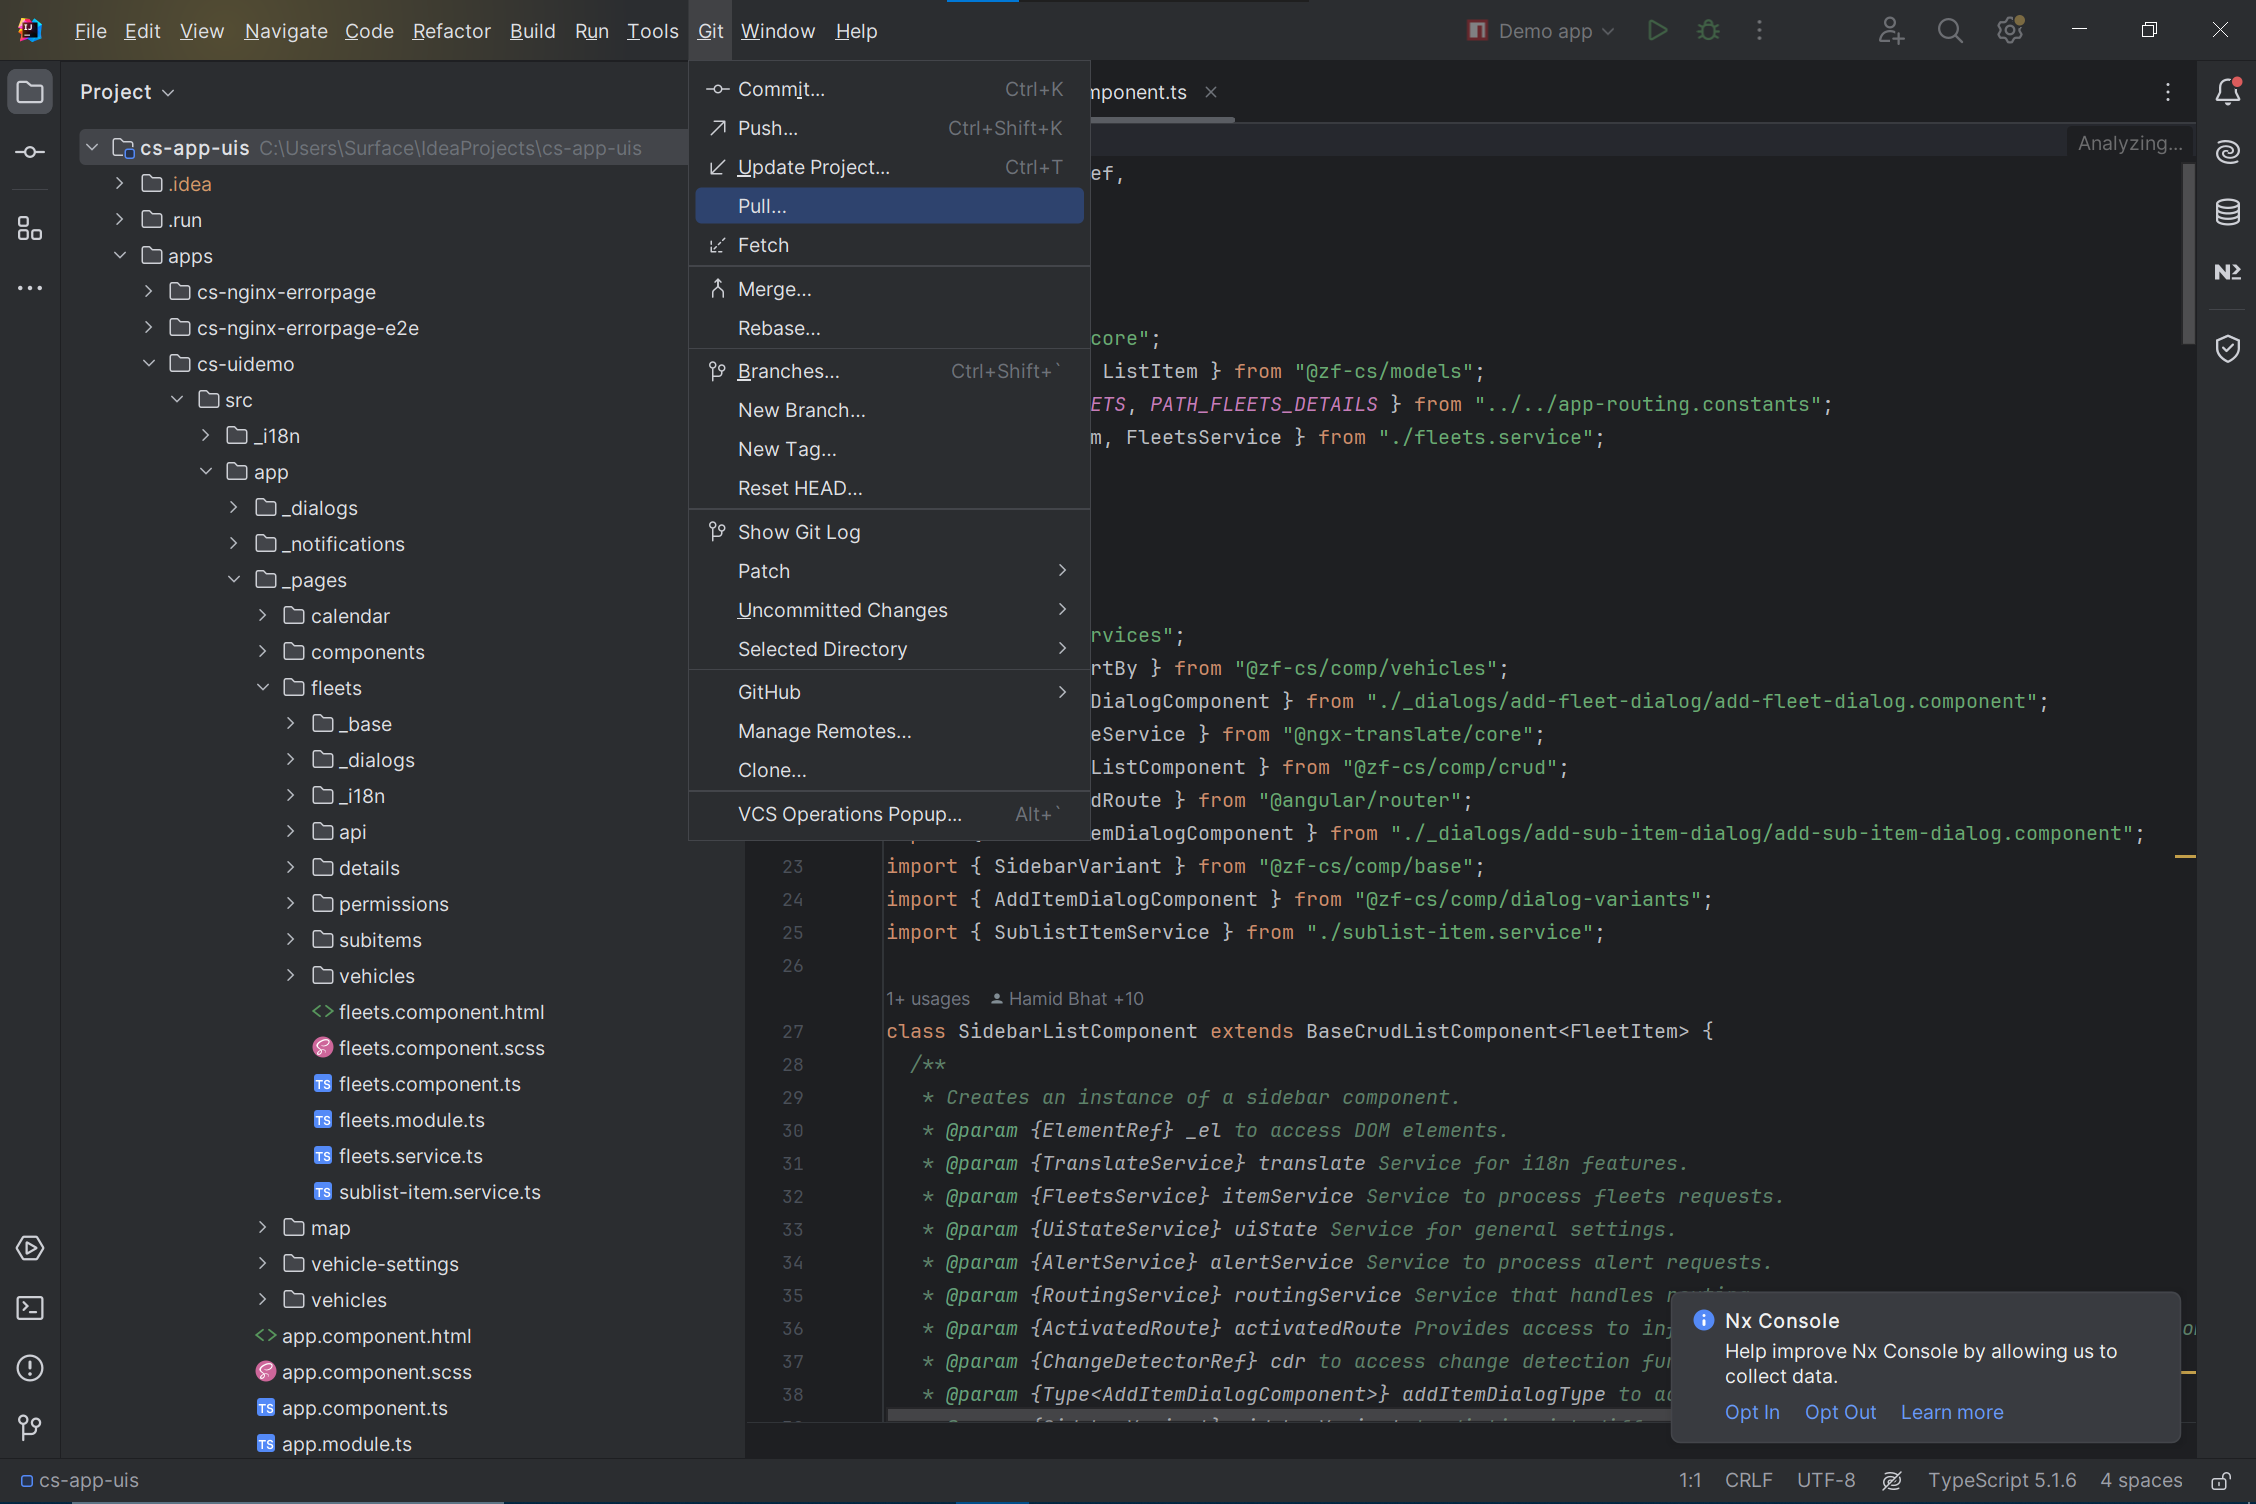 File Edit View Navigate Code Refactor Build Run Tools Git Window Help
Demo app
Project
cs-app-uis C:\Users\Surface\IdeaProjects\cs-app-uis
.idea
.run
apps
cs-nginx-errorpage
cs-nginx-errorpage-e2e
cs-uidemo
src
_i18n
app
_dialogs
_notifications
_pages
calendar
components
fleets
_base
_dialogs
_i18n
api
details
permissions
subitems
vehicles
fleets.component.html
fleets.component.scss
TS fleets.component.ts
TS fleets.module.ts
TS fleets.service.ts
TS sublist-item.service.ts
map
vehicle-settings
vehicles
app.component.html
app.component.scss
TS app.component.ts
TS app.module.ts
Commit... Ctrl+K
Push... Ctrl+Shift+K
Update Project... Ctrl+T
Pull...
Fetch
Merge...
Rebase...
Branches... Ctrl+Shift+`
New Branch...
New Tag...
Reset HEAD...
Show Git Log
Patch
Uncommitted Changes
Selected Directory
GitHub
Manage Remotes...
Clone...
VCS Operations Popup... Alt+`
mponent.ts
Analyzing...
ef,
core";
ListItem } from "@zf-cs/models";
ETS, PATH_FLEETS_DETAILS } from "../../app-routing.constants";
m, FleetsService } from "./fleets.service";
rvices";
rtBy } from "@zf-cs/comp/vehicles";
DialogComponent } from "./_dialogs/add-fleet-dialog/add-fleet-dialog.component";
eService } from "@ngx-translate/core";
ListComponent } from "@zf-cs/comp/crud";
dRoute } from "@angular/router";
emDialogComponent } from "./_dialogs/add-sub-item-dialog/add-sub-item-dialog.component";
23 import { SidebarVariant } from "@zf-cs/comp/base";
24 import { AddItemDialogComponent } from "@zf-cs/comp/dialog-variants";
25 import { SublistItemService } from "./sublist-item.service";
26
1+ usages Hamid Bhat +10
27 class SidebarListComponent extends BaseCrudListComponent<FleetItem> {
28 /**
29 * Creates an instance of a sidebar component.
30 * @param {ElementRef} _el to access DOM elements.
31 * @param {TranslateService} translate Service for i18n features.
32 * @param {FleetsService} itemService Service to process fleets requests.
33 * @param {UiStateService} uiState Service for general settings.
34 * @param {AlertService} alertService Service to process alert requests.
35 * @param {RoutingService} routingService Service that handles
36 * @param {ActivatedRoute} activatedRoute Provides access to inf
37 * @param {ChangeDetectorRef} cdr to access change detection fun
38 * @param {Type<AddItemDialogComponent>} addItemDialogType to a
Nx Console
Help improve Nx Console by allowing us to
collect data.
Opt In Opt Out Learn more
cs-app-uis
1:1 CRLF UTF-8 TypeScript 5.1.6 4 spaces